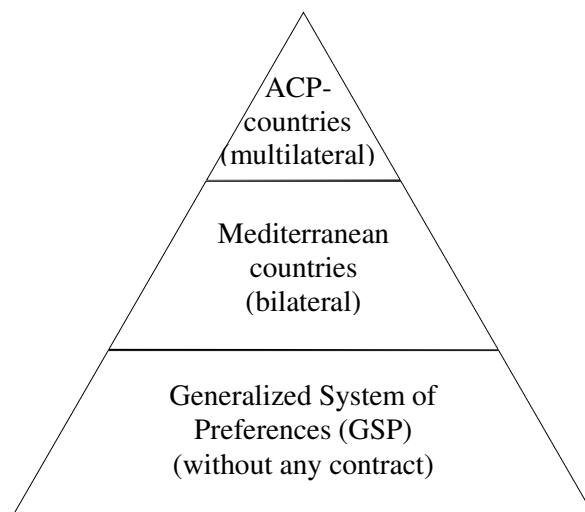 ACP-
countries
(multilateral)
Mediterranean
countries
(bilateral)
Generalized System of
Preferences (GSP)
(without any contract)